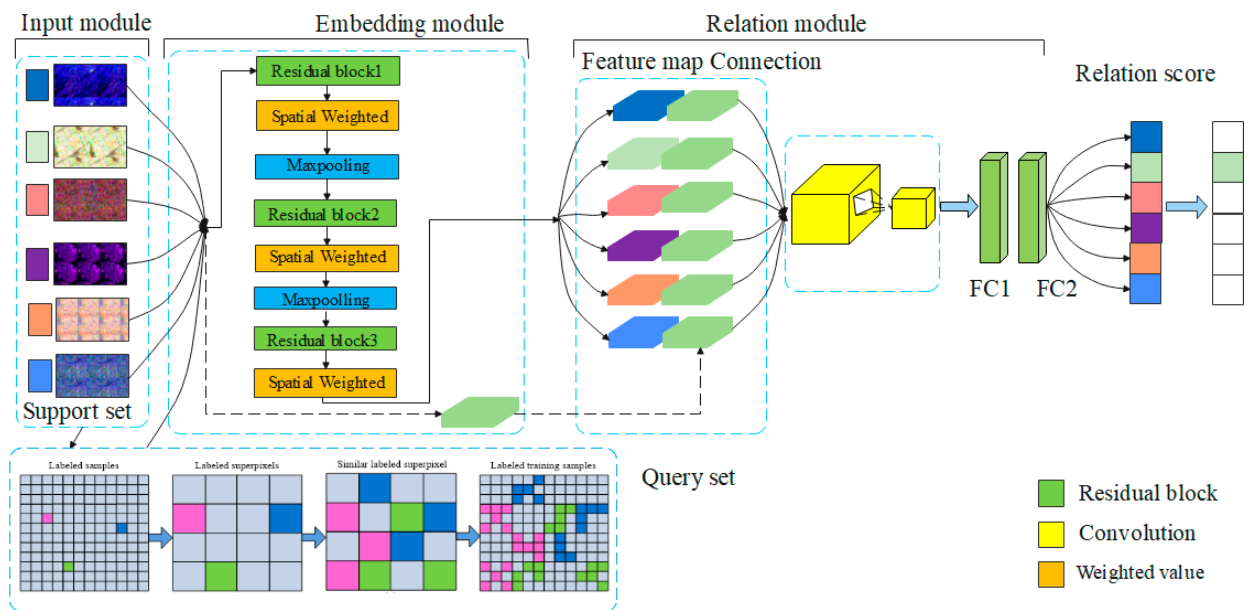 Input module
Embedding module
Relation module
Feature map Connection
Relation score
Residual block1
Spatial Weighted
Maxpooling
Residual block2
Spatial Weighted
Maxpoolling
Residual block3
Spatial Weighted
FC1
FC2
Support set
Labeled samples
Labeled superpixels
Similar labeled superpixel
Labeled training samples
Query set
Residual block
Convolution
Weighted value